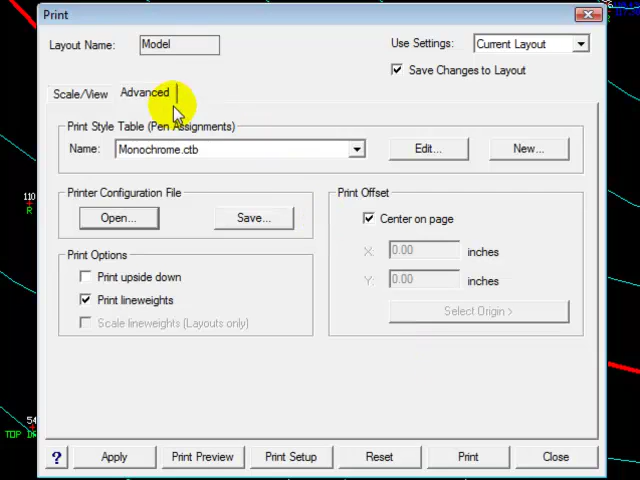 Print
Layout Name: Model
Use Settings: Current Layout
Save Changes to Layout
Scale/View Advanced
Print Style Table (Pen Assignments)
Name: Monochrome.ctb Edit... New...
Printer Configuration File
Open... Save...
Print Offset
Center on page
X: 0.00 inches
Y: 0.00 inches
Select Origin >
Print Options
Print upside down
Print lineweights
Scale lineweights (Layouts only)
? Apply Print Preview Print Setup Reset Print Close
110
R
54